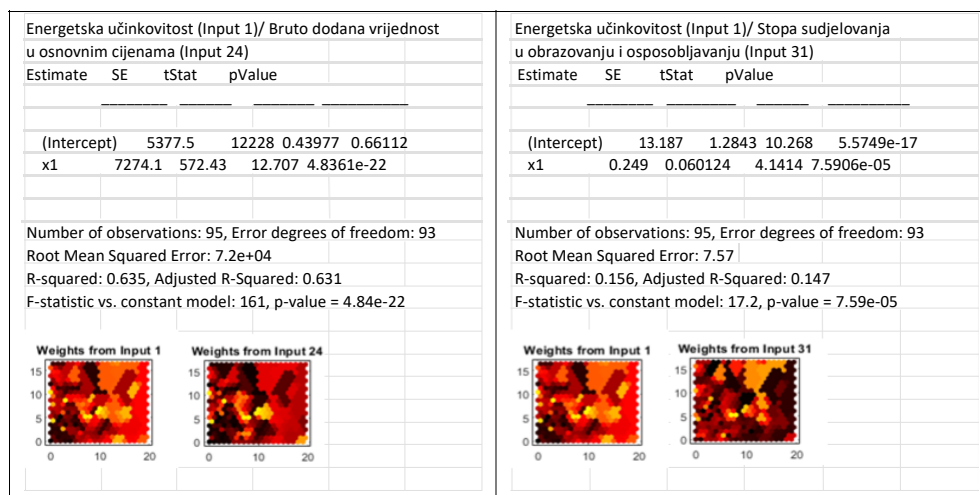 Energetska učinkovitost (Input 1)/ Bruto dodana vrijednost
u osnovnim cijenama (Input 24)
Estimate SE tStat pValue
________ ______ _______ __________
(Intercept) 5377.5 12228 0.43977 0.66112
x1 7274.1 572.43 12.707 4.8361e-22
Number of observations: 95, Error degrees of freedom: 93
Root Mean Squared Error: 7.2e+04
R-squared: 0.635, Adjusted R-Squared: 0.631
F-statistic vs. constant model: 161, p-value = 4.84e-22
Weights from Input 1
15
10
5
0
0 10 20
Weights from Input 24
15
10
5
0
0 10 20
Energetska učinkovitost (Input 1)/ Stopa sudjelovanja
u obrazovanju i osposobljavanju (Input 31)
Estimate SE tStat pValue
________ ________ ______ __________
(Intercept) 13.187 1.2843 10.268 5.5749e-17
x1 0.249 0.060124 4.1414 7.5906e-05
Number of observations: 95, Error degrees of freedom: 93
Root Mean Squared Error: 7.57
R-squared: 0.156, Adjusted R-Squared: 0.147
F-statistic vs. constant model: 17.2, p-value = 7.59e-05
Weights from Input 1
15
10
5
0
0 10 20
Weights from Input 31
15
10
5
0
0 10 20